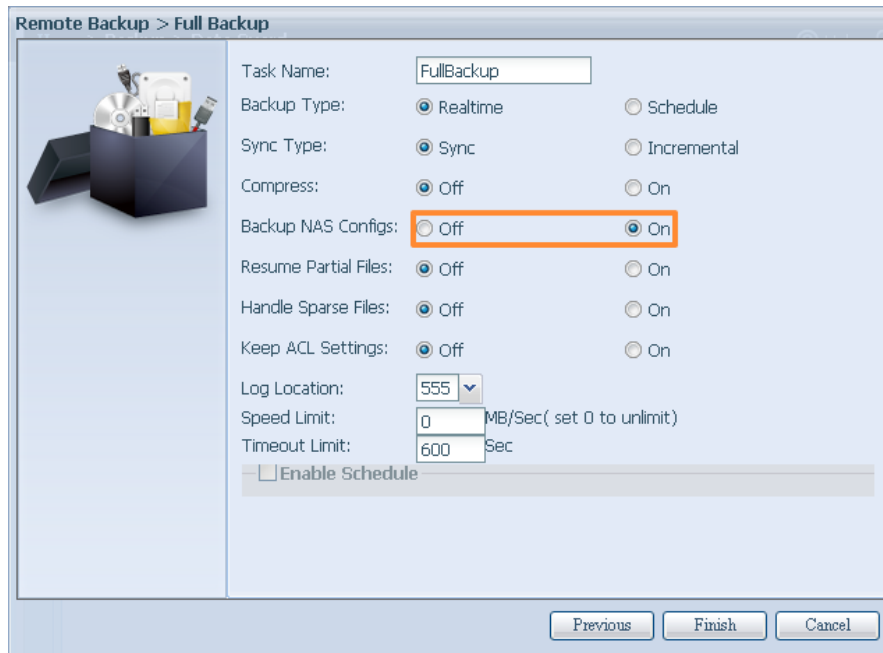 Remote Backup > Full Backup
Task Name: FullBackup
Backup Type: Realtime Schedule
Sync Type: Sync Incremental
Compress: Off On
Backup NAS Configs: Off On
Resume Partial Files: Off On
Handle Sparse Files: Off On
Keep ACL Settings: Off On
Log Location: 555
Speed Limit: 0 MB/Sec( set 0 to unlimit)
Timeout Limit: 600 Sec
Enable Schedule
Previous Finish Cancel